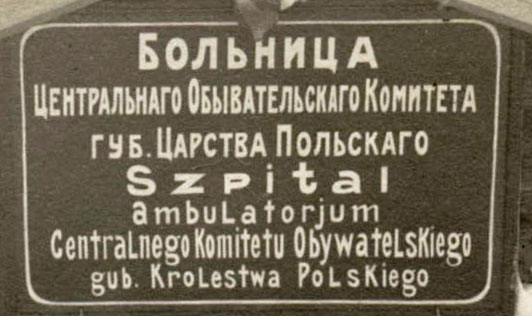 Больница
Центральнаго Обывательскаго Комитета
губ. Царства Польскаго
Szpital
ambulatorjum
Centralnego Komitetu Obywatelskiego
gub. Krolestwa Polskiego